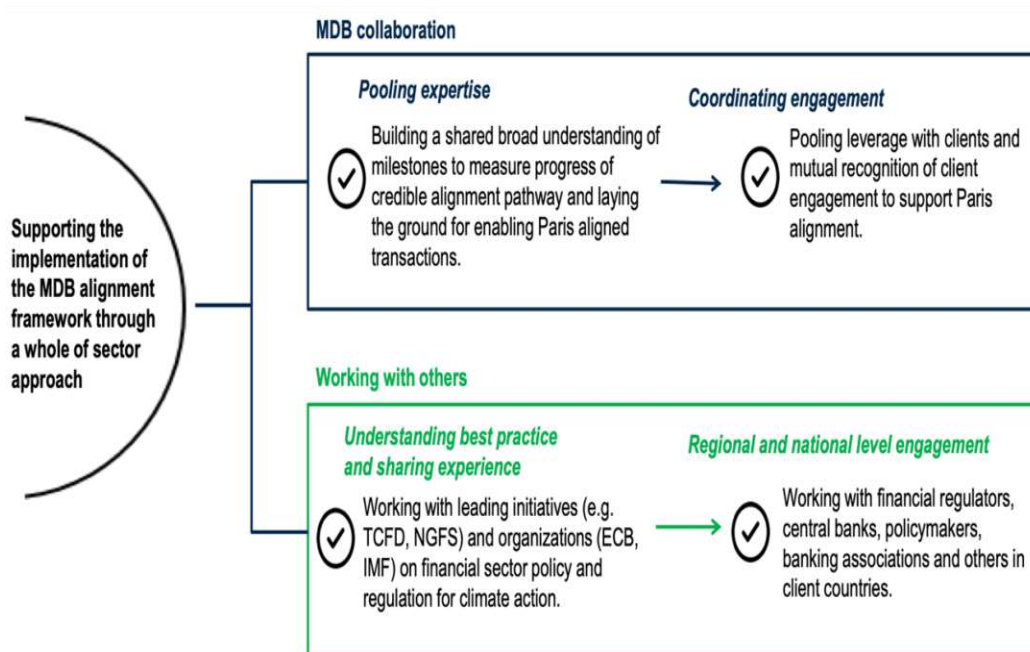 Supporting the
implementation of
the MDB alignment
framework through
a whole of sector
approach
MDB collaboration
Pooling expertise
Building a shared broad understanding of
milestones to measure progress of
credible alignment pathway and laying
the ground for enabling Paris aligned
transactions.
Coordinating engagement
Pooling leverage with clients and
mutual recognition of client
engagement to support Paris
alignment.
Working with others
Understanding best practice
and sharing experience
Working with leading initiatives (e.g.
TCFD, NGFS) and organizations (ECB,
IMF) on financial sector policy and
regulation for climate action.
Regional and national level engagement
Working with financial regulators,
central banks, policymakers,
banking associations and others in
client countries.